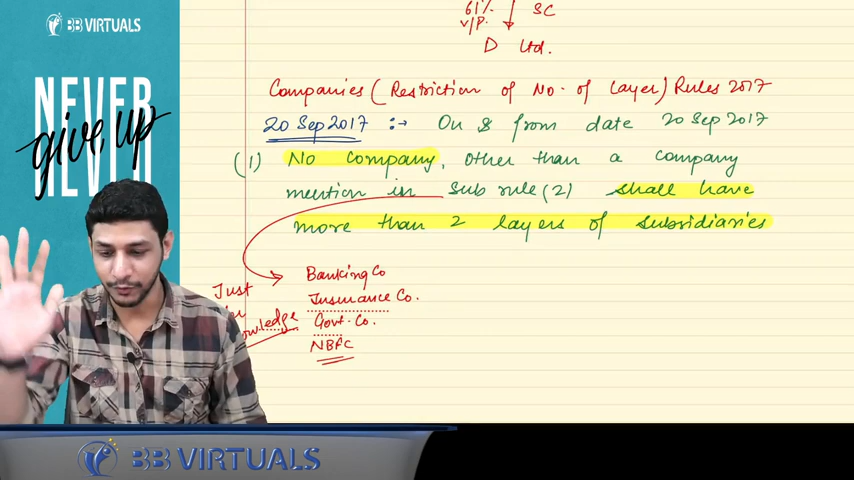 BB VIRTUALS
NEVER
give up
NEVER
61% SC
v/p.
D Ltd.
Companies (Restriction of No. of Layer) Rules 2017
20 Sep 2017 :→ On & from date 20 Sep 2017
(1) No company, other than a company
mention in sub rule (2) shall have
more than 2 layers of subsidiaries
Banking Co
Insurance Co.
Govt. Co.
NBFC
Just
owledge
BB VIRTUALS